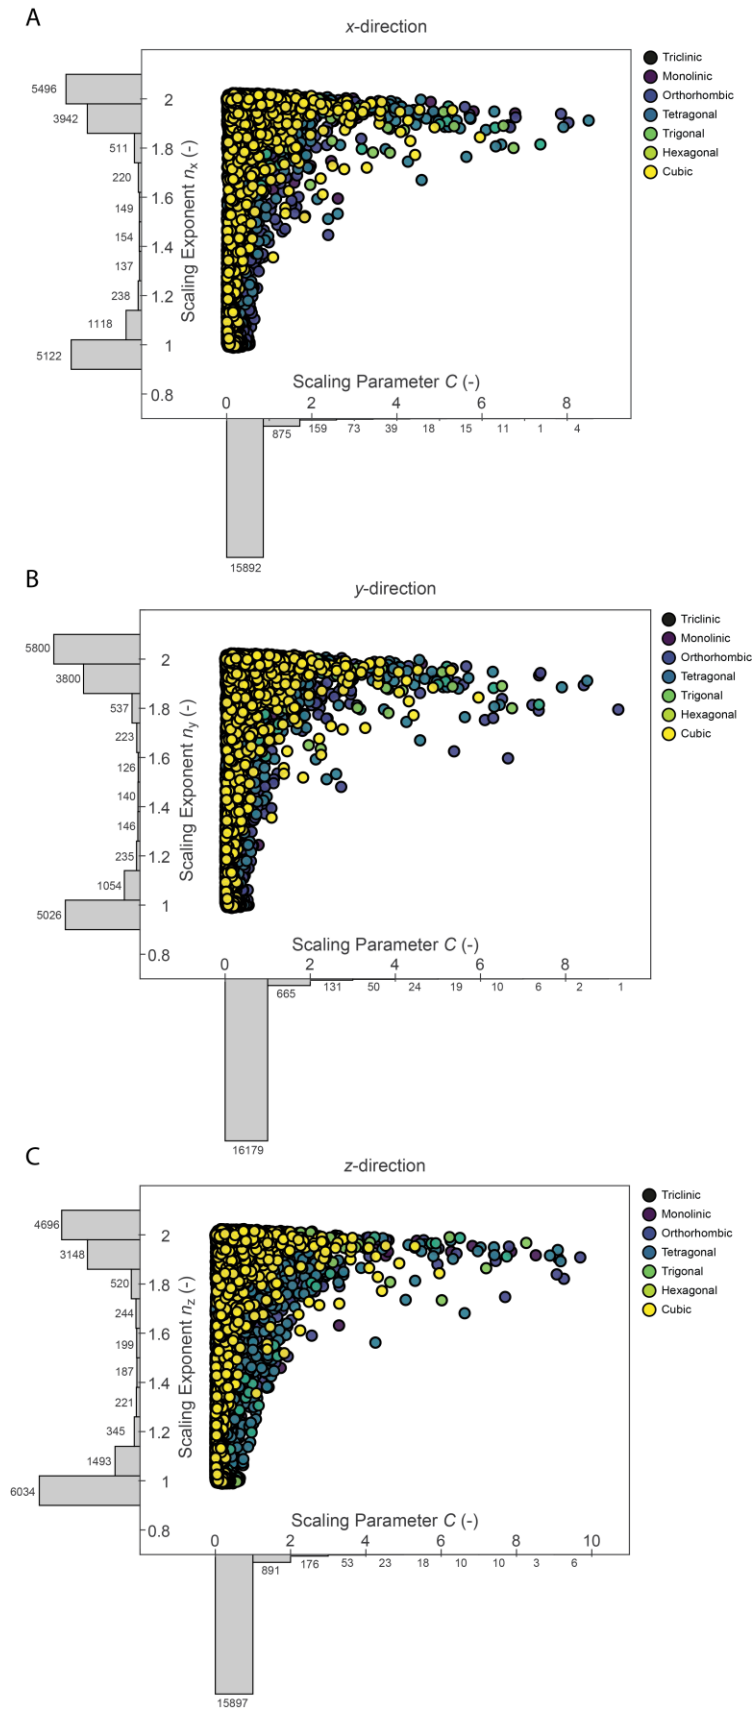 A
x-direction
Triclinic
Monolinic
Orthorhombic
Tetragonal
Trigonal
Hexagonal
Cubic
5496
3942
511
220
149
154
137
238
1118
5122
2
1.8
1.6
1.4
1.2
1
0.8
Scaling Exponent nx (-)
Scaling Parameter C (-)
0 2 4 6 8
15892 875 159 73 39 18 15 11 1 4
B
y-direction
Triclinic
Monolinic
Orthorhombic
Tetragonal
Trigonal
Hexagonal
Cubic
5800
3800
537
223
126
140
146
235
1054
5026
2
1.8
1.6
1.4
1.2
1
0.8
Scaling Exponent ny (-)
Scaling Parameter C (-)
0 2 4 6 8
16179 665 131 50 24 19 10 6 2 1
C
z-direction
Triclinic
Monolinic
Orthorhombic
Tetragonal
Trigonal
Hexagonal
Cubic
4696
3148
520
244
199
187
221
345
1493
6034
2
1.8
1.6
1.4
1.2
1
0.8
Scaling Exponent nz (-)
Scaling Parameter C (-)
0 2 4 6 8 10
15897 891 176 53 23 18 10 10 3 6